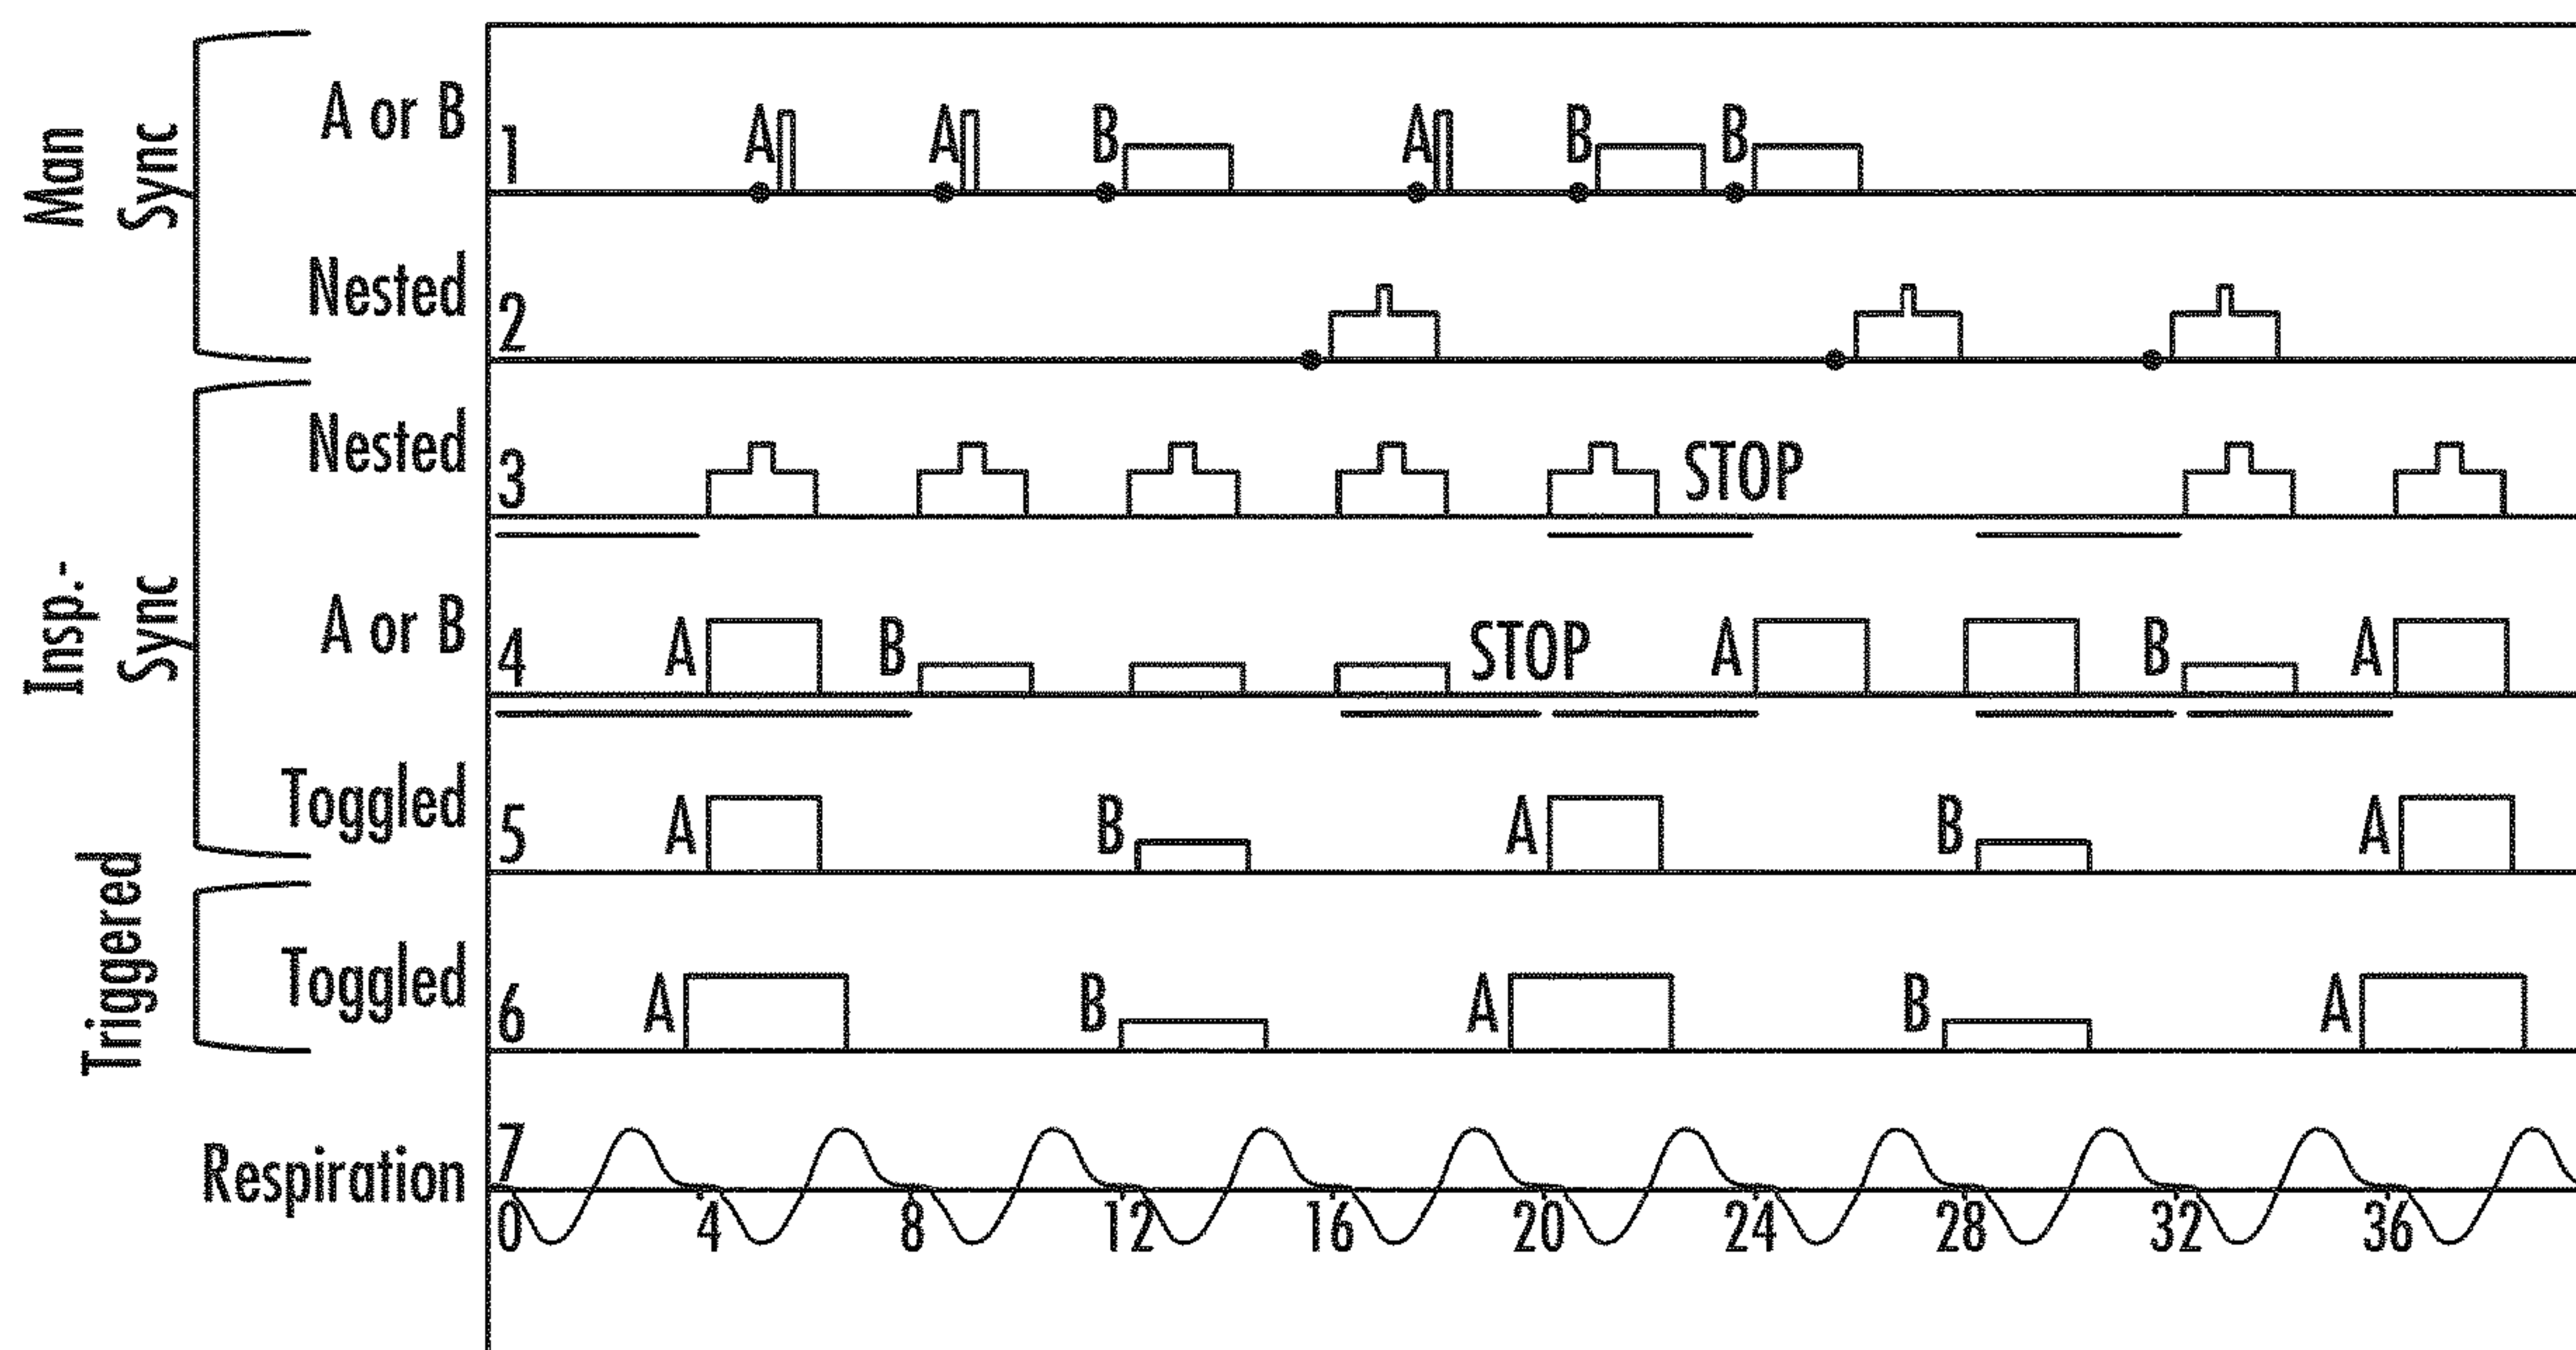 Man
Sync
A or B
1
A
A
B
A
B
B
Nested
2
Insp.-
Sync
Nested
3
STOP
A or B
4
A
B
STOP
A
B
A
Toggled
5
A
B
A
B
A
Triggered
Toggled
6
A
B
A
B
A
Respiration
7
0 4 8 12 16 20 24 28 32 36